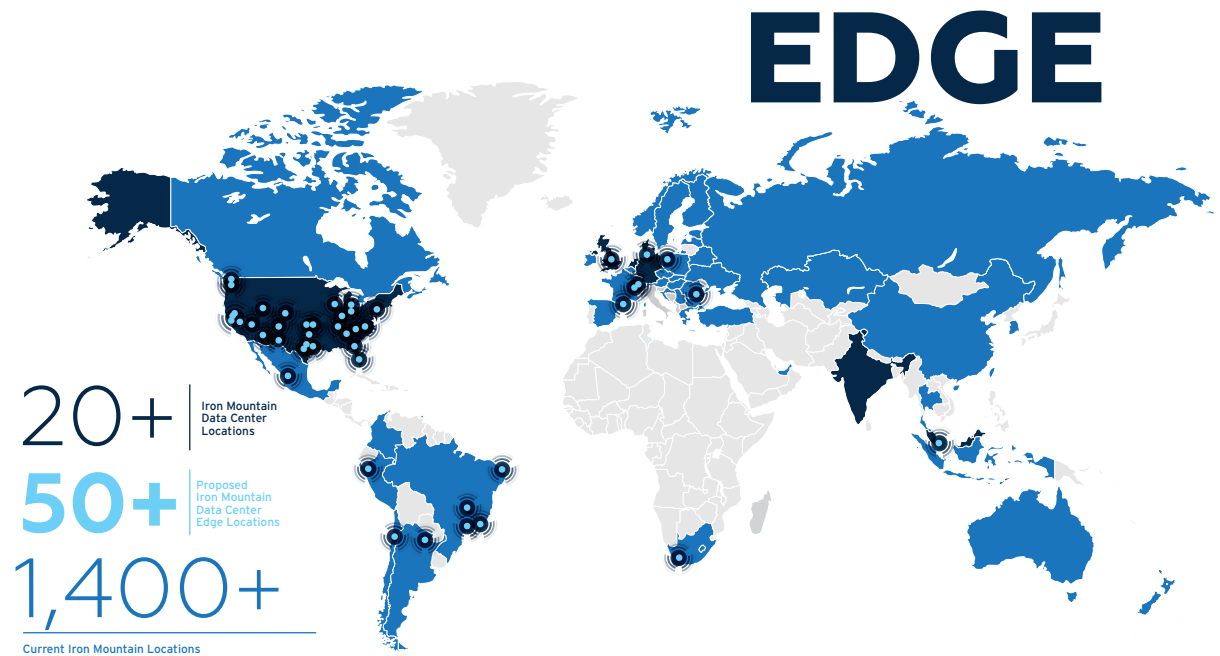 EDGE
20+
Iron Mountain
Data Center
Locations
50+
Proposed
Iron Mountain
Data Center
Edge Locations
1,400+
Current Iron Mountain Locations